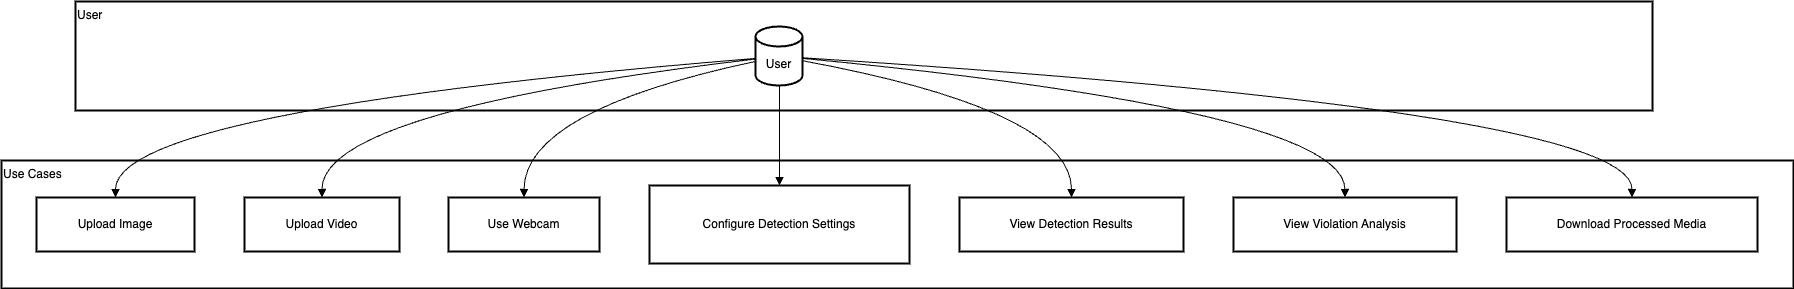 User
User
Use Cases
Upload Image
Upload Video
Use Webcam
Configure Detection Settings
View Detection Results
View Violation Analysis
Download Processed Media